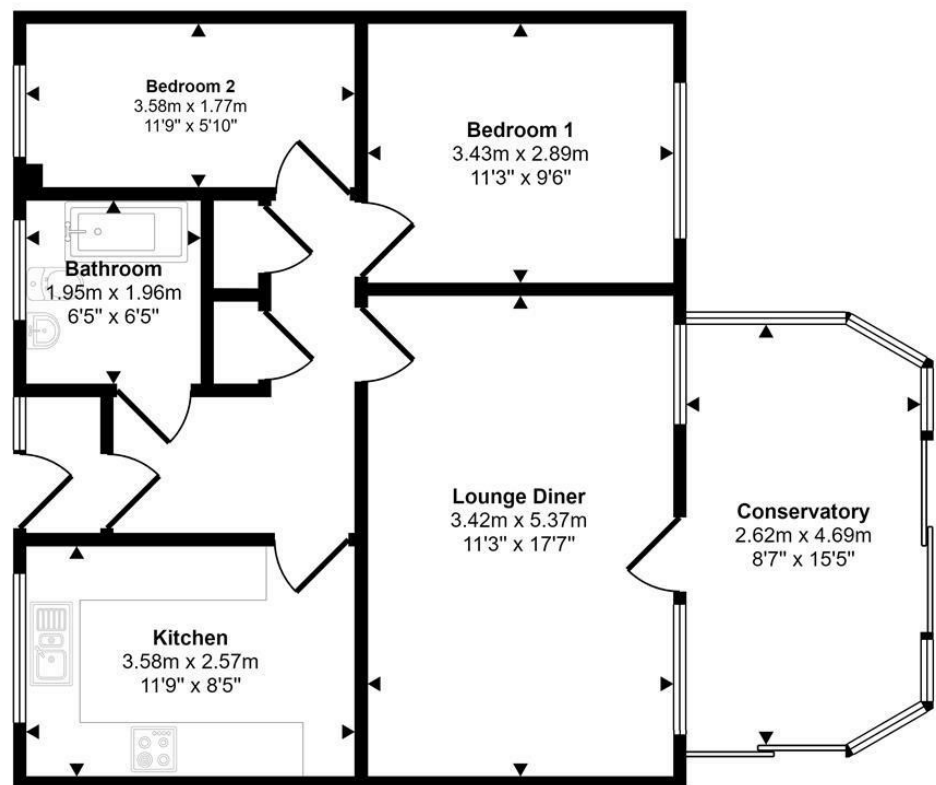 Bedroom 2
3.58m x 1.77m
11'9" x 5'10"
Bedroom 1
3.43m x 2.89m
11'3" x 9'6"
Bathroom
1.95m x 1.96m
6'5" x 6'5"
Lounge Diner
3.42m x 5.37m
11'3" x 17'7"
Conservatory
2.62m x 4.69m
8'7" x 15'5"
Kitchen
3.58m x 2.57m
11'9" x 8'5"